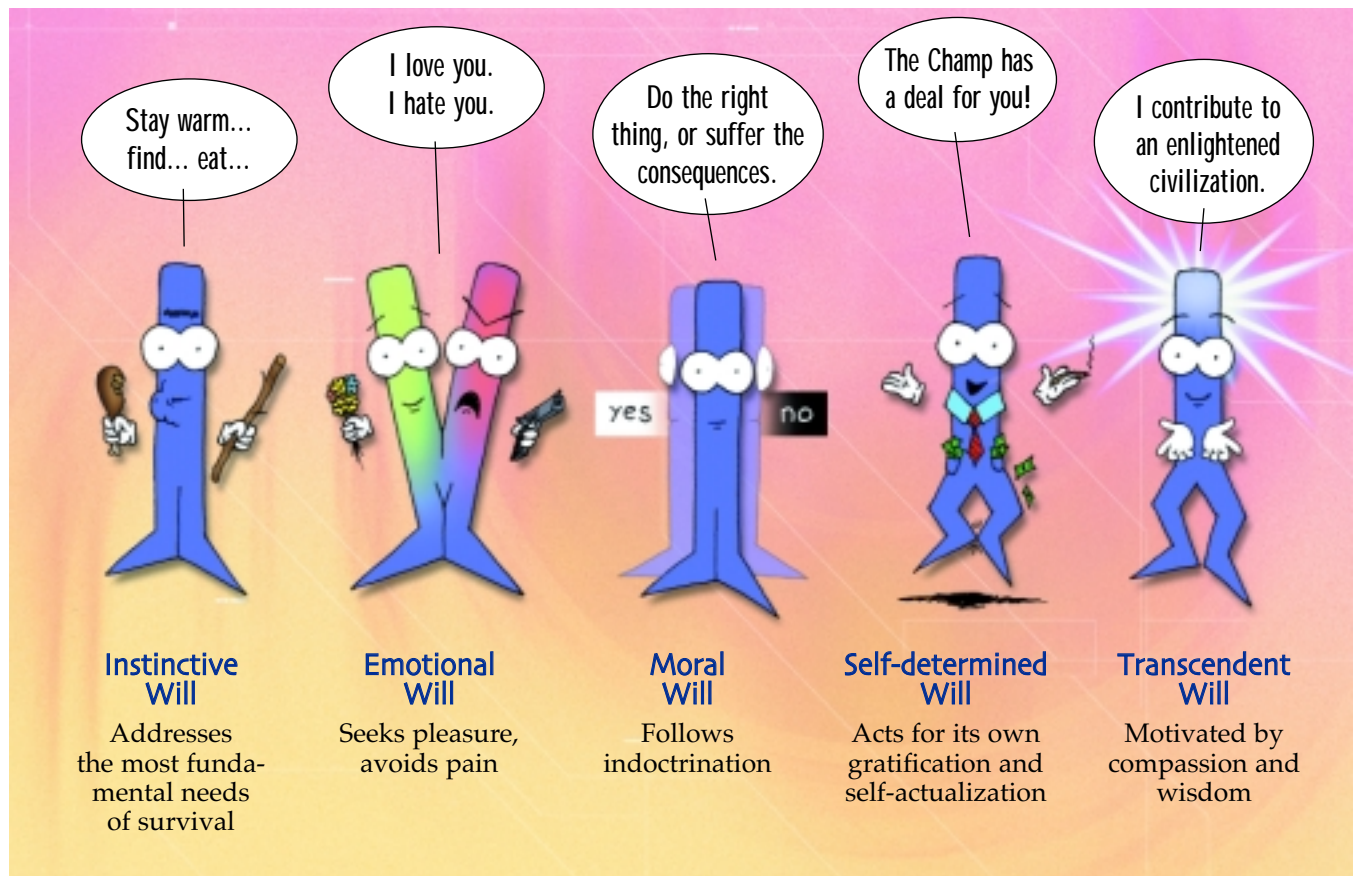 Stay warm...
find... eat...
I love you.
I hate you.
Do the right
thing, or suffer the
consequences.
The Champ has
a deal for you!
I contribute to
an enlightened
civilization.
yes
no
Instinctive
Will
Addresses
the most funda-
mental needs
of survival
Emotional
Will
Seeks pleasure,
avoids pain
Moral
Will
Follows
indoctrination
Self-determined
Will
Acts for its own
gratification and
self-actualization
Transcendent
Will
Motivated by
compassion and
wisdom